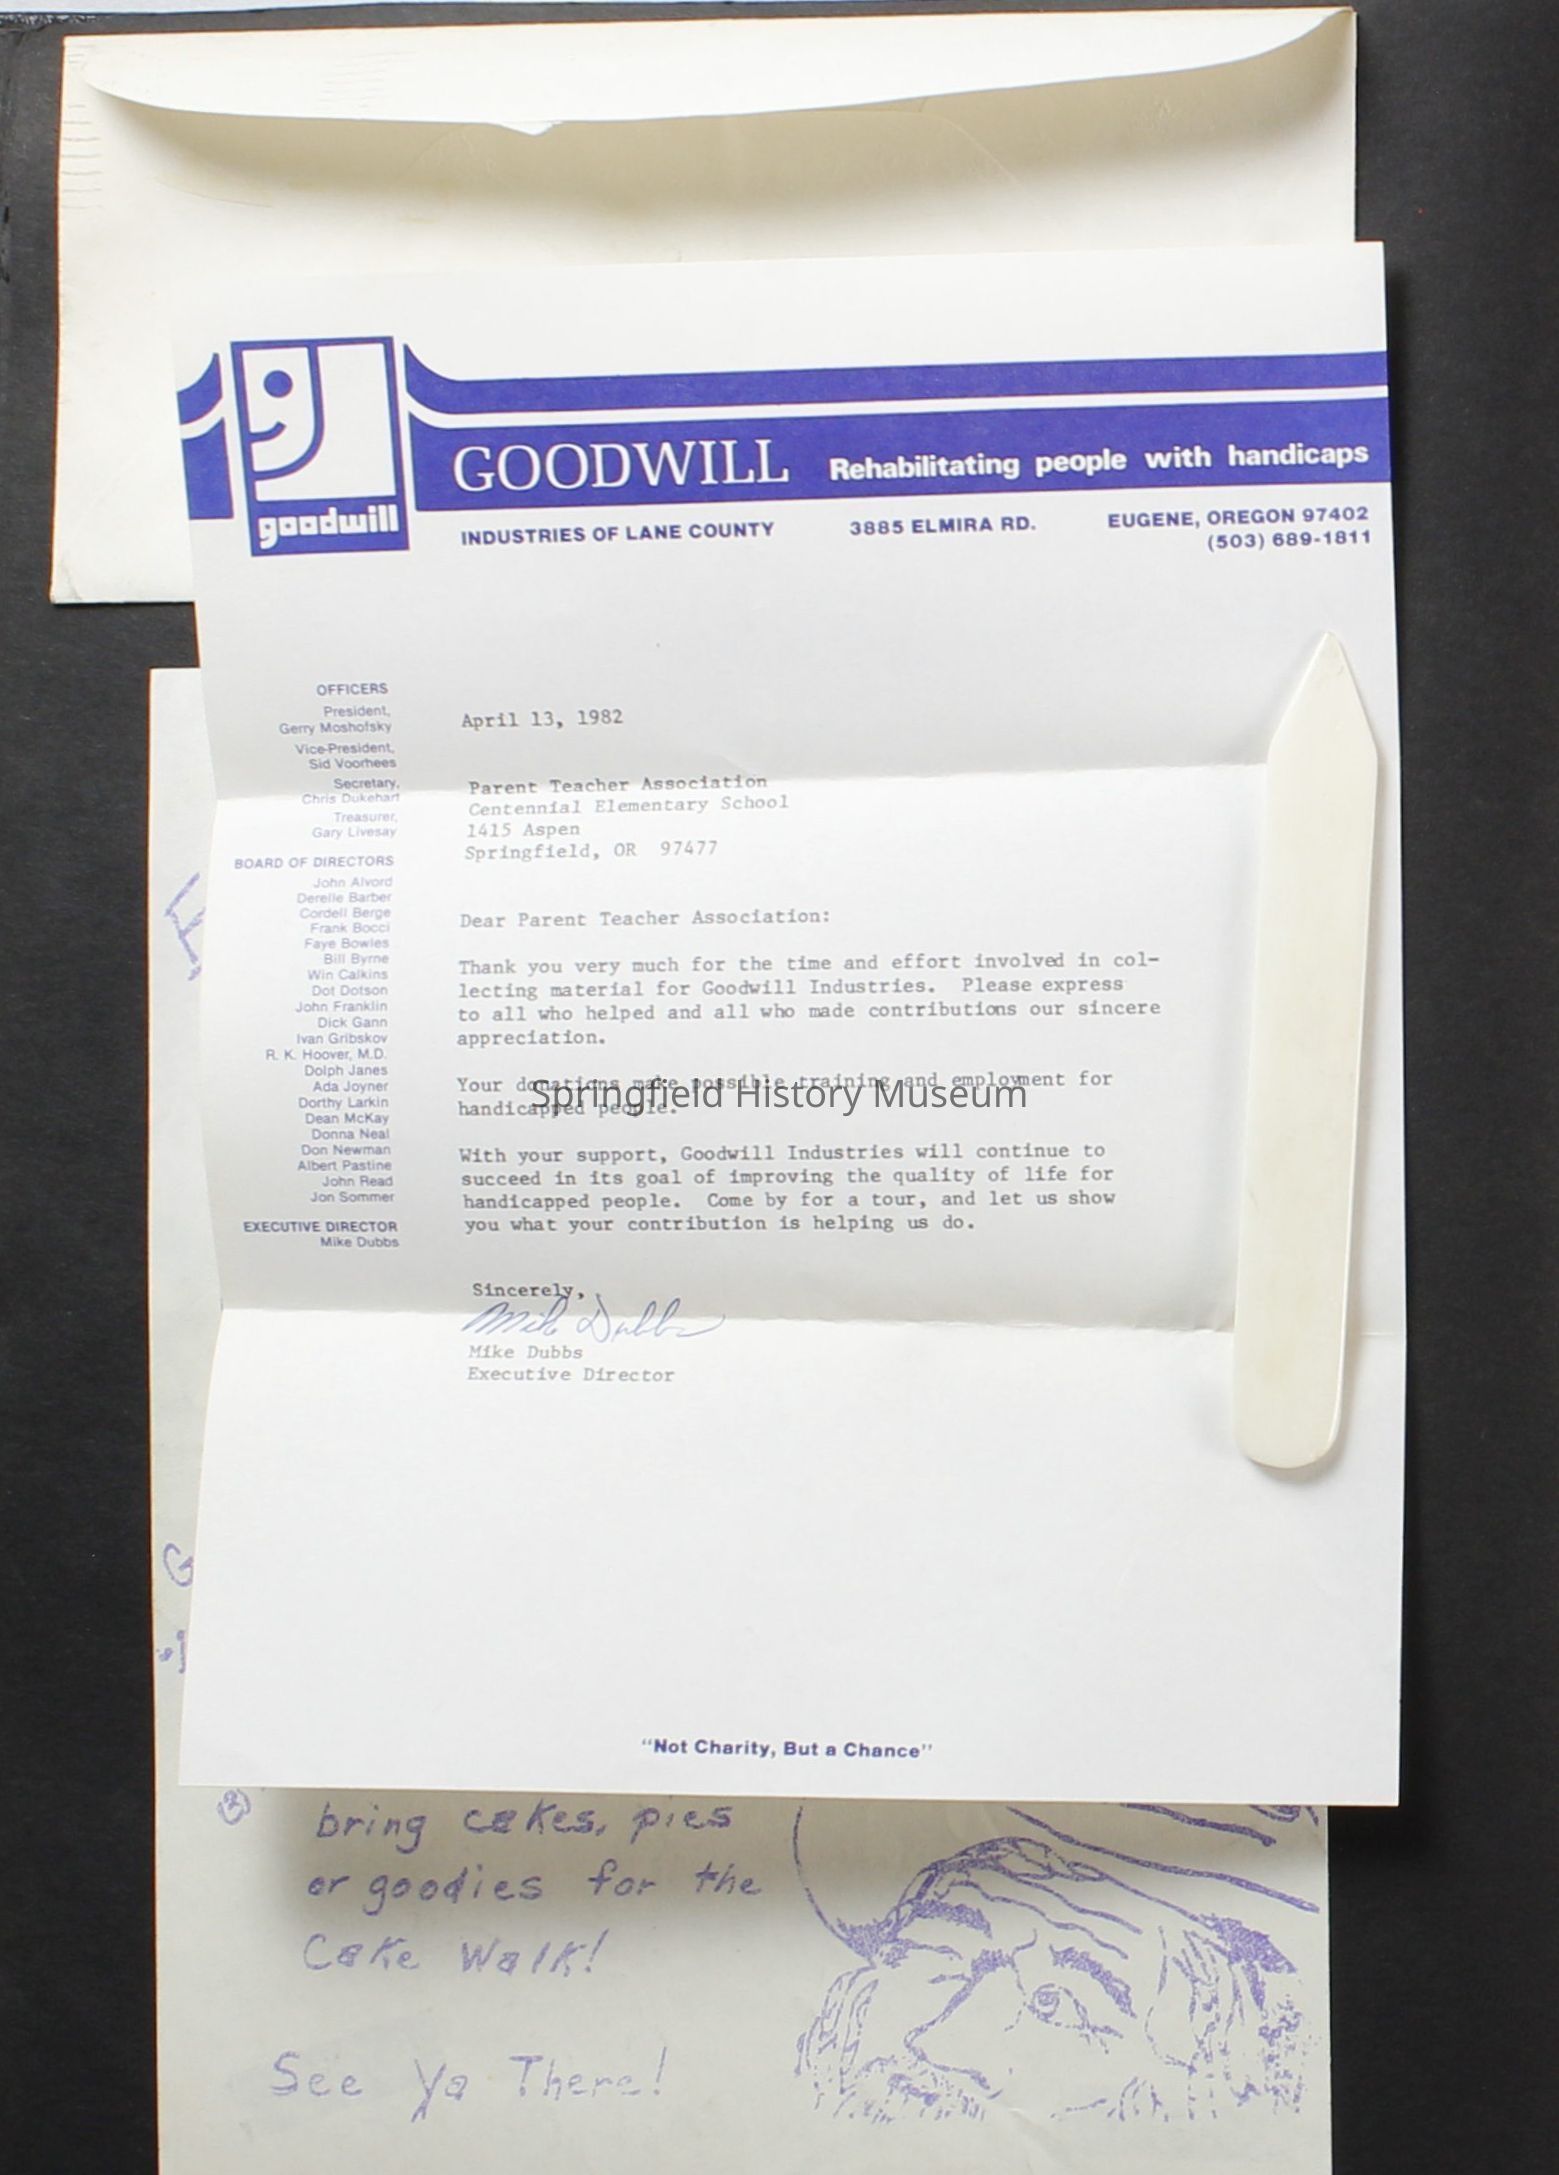 goodwill
GOODWILL Rehabilitating people with handicaps
INDUSTRIES OF LANE COUNTY 3885 ELMIRA RD. EUGENE, OREGON 97402
(503) 689-1811
OFFICERS
President,
Gerry Moshofsky
Vice-President,
Sid Voorhees
Secretary,
Chris Dukehart
Treasurer,
Gary Livesay
BOARD OF DIRECTORS
John Alvord
Derelle Barber
Cordell Berge
Frank Bocci
Faye Bowles
Bill Byrne
Win Calkins
Dot Dotson
John Franklin
Dick Gann
Ivan Gribskov
R. K. Hoover, M.D.
Dolph Janes
Ada Joyner
Dorthy Larkin
Dean McKay
Donna Neal
Don Newman
Albert Pastine
John Read
Jon Sommer
EXECUTIVE DIRECTOR
Mike Dubbs
April 13, 1982
Parent Teacher Association
Centennial Elementary School
1415 Aspen
Springfield, OR 97477
Dear Parent Teacher Association:
Thank you very much for the time and effort involved in col-
lecting material for Goodwill Industries. Please express
to all who helped and all who made contributions our sincere
appreciation.
Your donations make possible training and employment for
handicapped people.
Springfield History Museum
With your support, Goodwill Industries will continue to
succeed in its goal of improving the quality of life for
handicapped people. Come by for a tour, and let us show
you what your contribution is helping us do.
Sincerely,
Mike Dubbs
Mike Dubbs
Executive Director
"Not Charity, But a Chance"
② bring cakes, pies
or goodies for the
Cake Walk!
See Ya There!